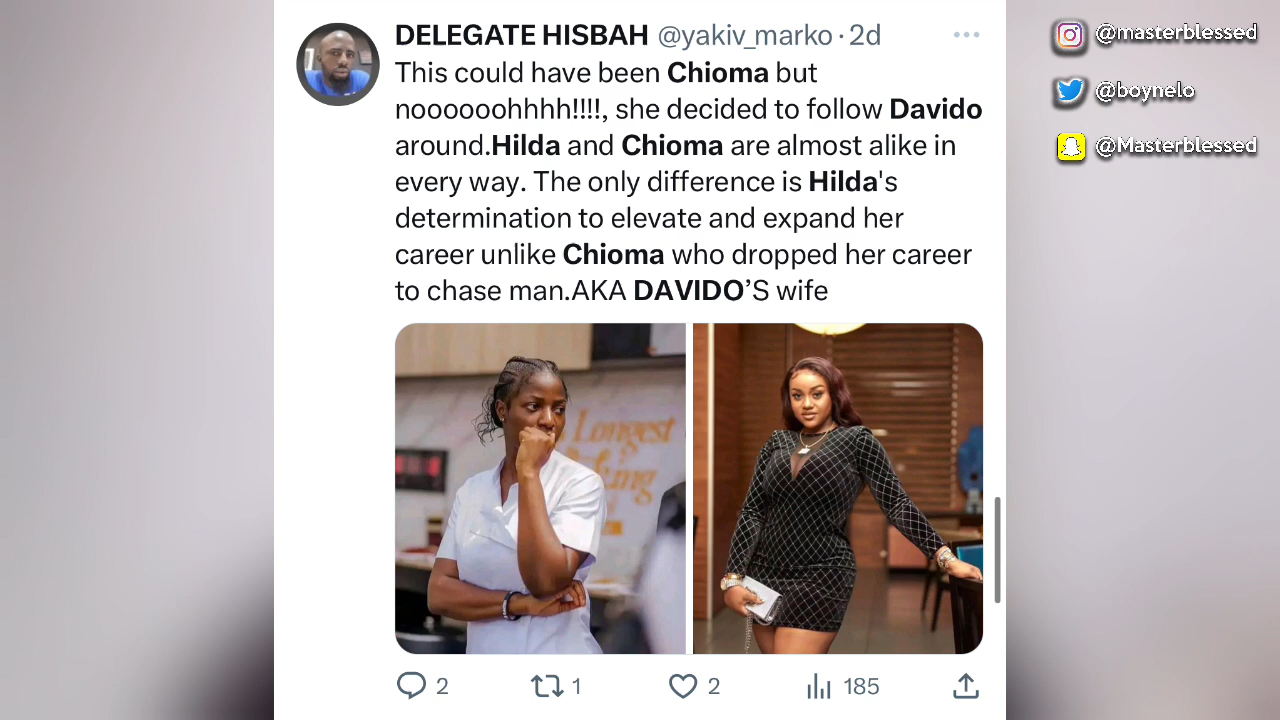 DELEGATE HISBAH @yakiv_marko · 2d
This could have been Chioma but
noooooohhhh!!!!, she decided to follow Davido
around.Hilda and Chioma are almost alike in
every way. The only difference is Hilda's
determination to elevate and expand her
career unlike Chioma who dropped her career
to chase man.AKA DAVIDO’S wife
Longest
2
1
2
185
@masterblessed
@boynelo
@Masterblessed